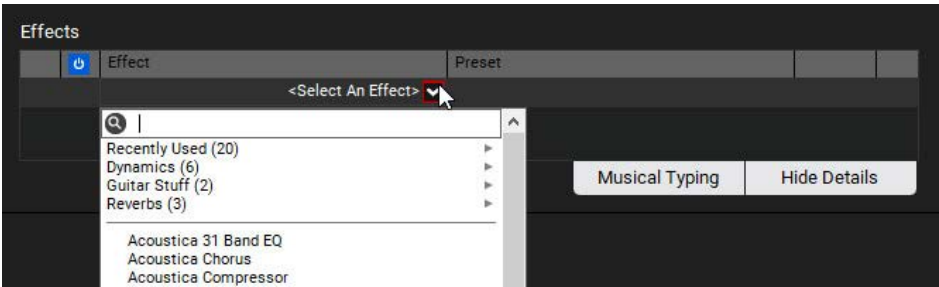 Effects
Effect Preset
<Select An Effect>
Recently Used (20)
Dynamics (6)
Guitar Stuff (2)
Reverbs (3)
Musical Typing Hide Details
Acoustica 31 Band EQ
Acoustica Chorus
Acoustica Compressor